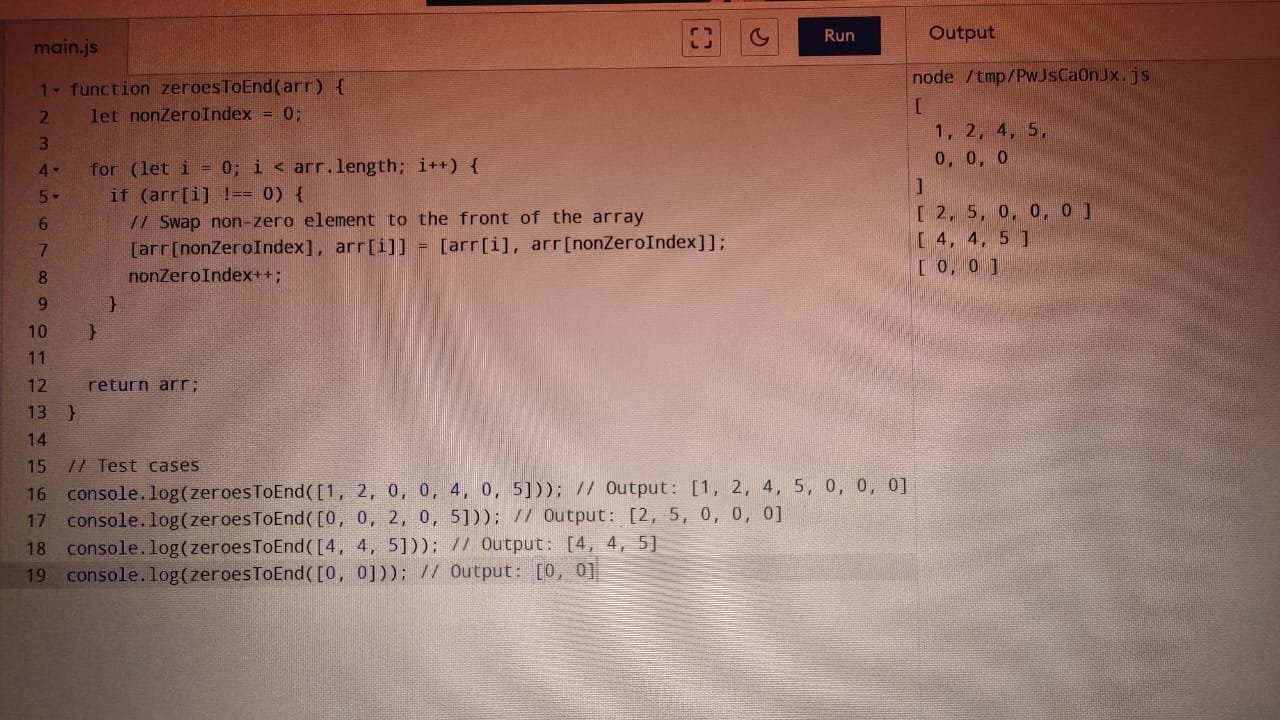 main.js
Run
Output
1 function zeroesToEnd(arr) {
2 let nonZeroIndex = 0;
3
4 for (let i = 0; i < arr.length; i++) {
5 if (arr[i] !== 0) {
6 // Swap non-zero element to the front of the array
7 [arr[nonZeroIndex], arr[i]] = [arr[i], arr[nonZeroIndex]];
8 nonZeroIndex++;
9 }
10 }
11
12 return arr;
13 }
14
15 // Test cases
16 console.log(zeroesToEnd([1, 2, 0, 0, 4, 0, 5])); // Output: [1, 2, 4, 5, 0, 0, 0]
17 console.log(zeroesToEnd([0, 0, 2, 0, 5])); // Output: [2, 5, 0, 0, 0]
18 console.log(zeroesToEnd([4, 4, 5])); // Output: [4, 4, 5]
19 console.log(zeroesToEnd([0, 0])); // Output: [0, 0]
node /tmp/PwJsCaOnJx.js
[
1, 2, 4, 5,
0, 0, 0
]
[ 2, 5, 0, 0, 0 ]
[ 4, 4, 5 ]
[ 0, 0 ]